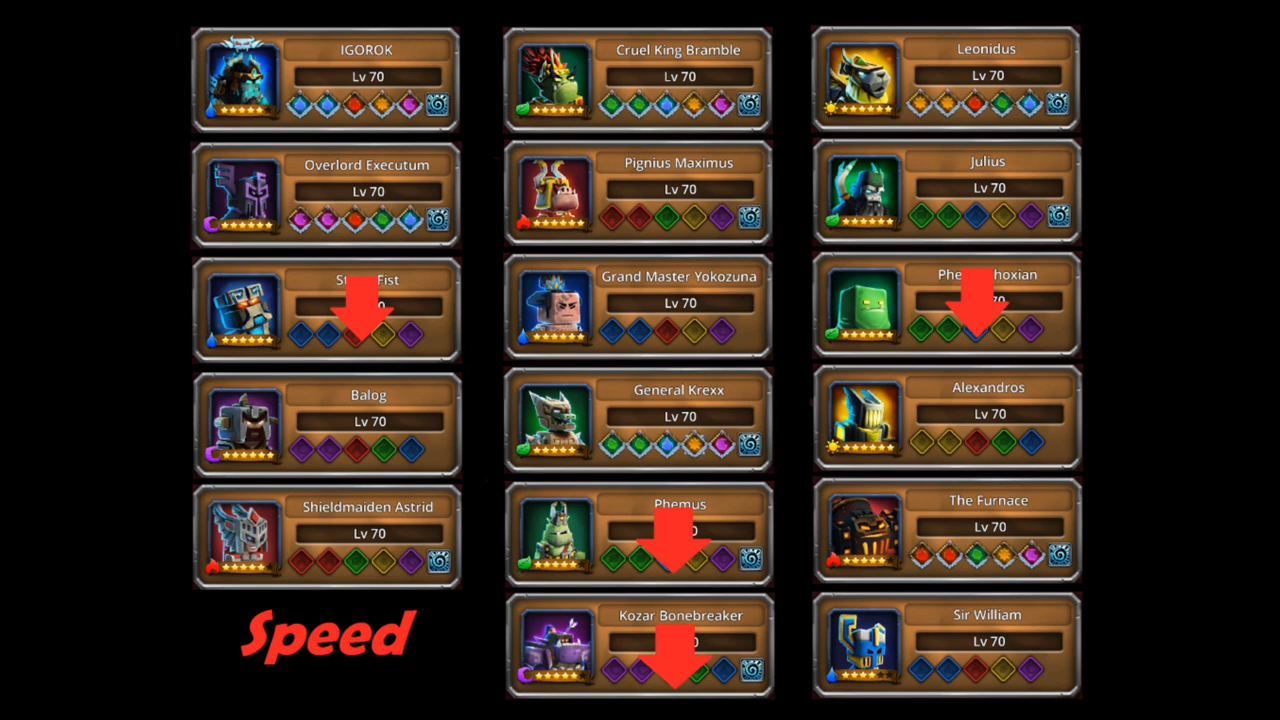 IGOROK
Lv 70
Overlord Executum
Lv 70
Fist
Balog
Lv 70
Shieldmaiden Astrid
Lv 70
Speed
Cruel King Bramble
Lv 70
Pignius Maximus
Lv 70
Grand Master Yokozuna
Lv 70
General Krexx
Lv 70
Phemus
Kozar Bonebreaker
Leonidus
Lv 70
Julius
Lv 70
Alexandros
Lv 70
The Furnace
Lv 70
Sir William
Lv 70